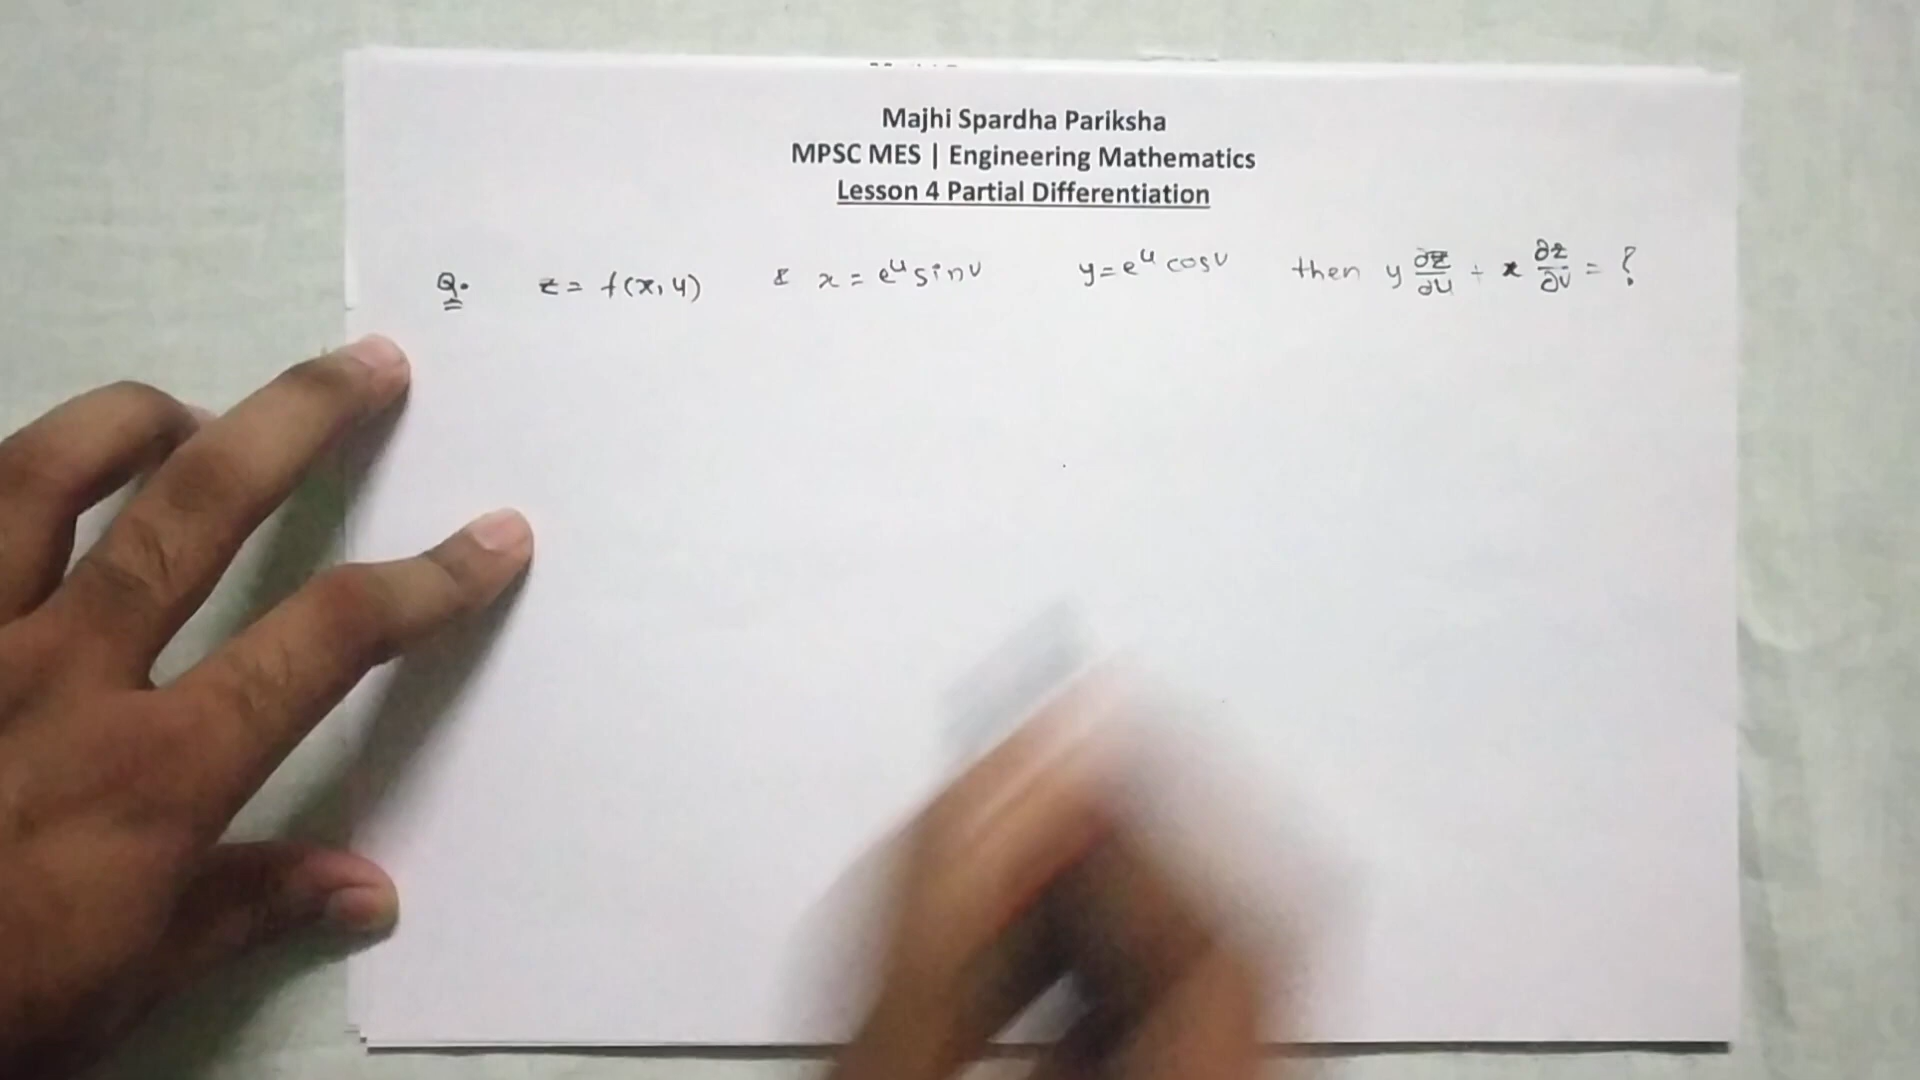 Majhi Spardha Pariksha
MPSC MES | Engineering Mathematics
Lesson 4 Partial Differentiation
Q. z = f(x, y) & x = e^u sin v y = e^u cos v then y ∂z/∂u + x ∂z/∂v = ?